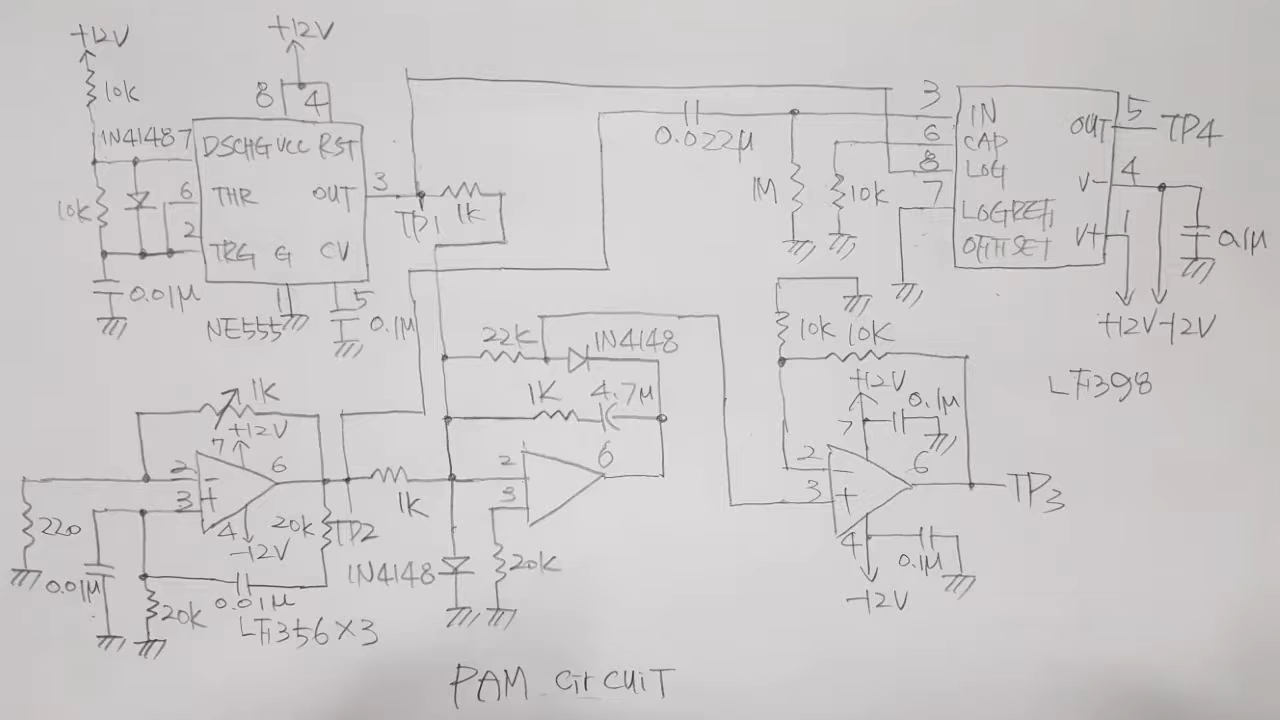 +12V
+12V
10k
8
4
1N4148
7
DSCHG VCC RST
6
THR
OUT
3
10k
2
TRG G CV
TP1
1K
0.01μ
1
5
NE555
0.1μ
0.022μ
1M
10k
3
IN
6
CAP
8
LOG
7
LOGREF
OFFSET
OUT
5
TP4
V-
4
V+
1
0.1μ
+12V
-12V
LF398
22K
1N4148
1K
4.7μ
2
6
3
20K
1K
1N4148
1K
+12V
7
2
6
3
-
+
4
-12V
20k
TP2
220
0.01μ
20k
0.01μ
LF356×3
10k
10K
+12V
0.1μ
7
2
-
3
+
6
TP3
4
0.1μ
-12V
PAM CirCUIT